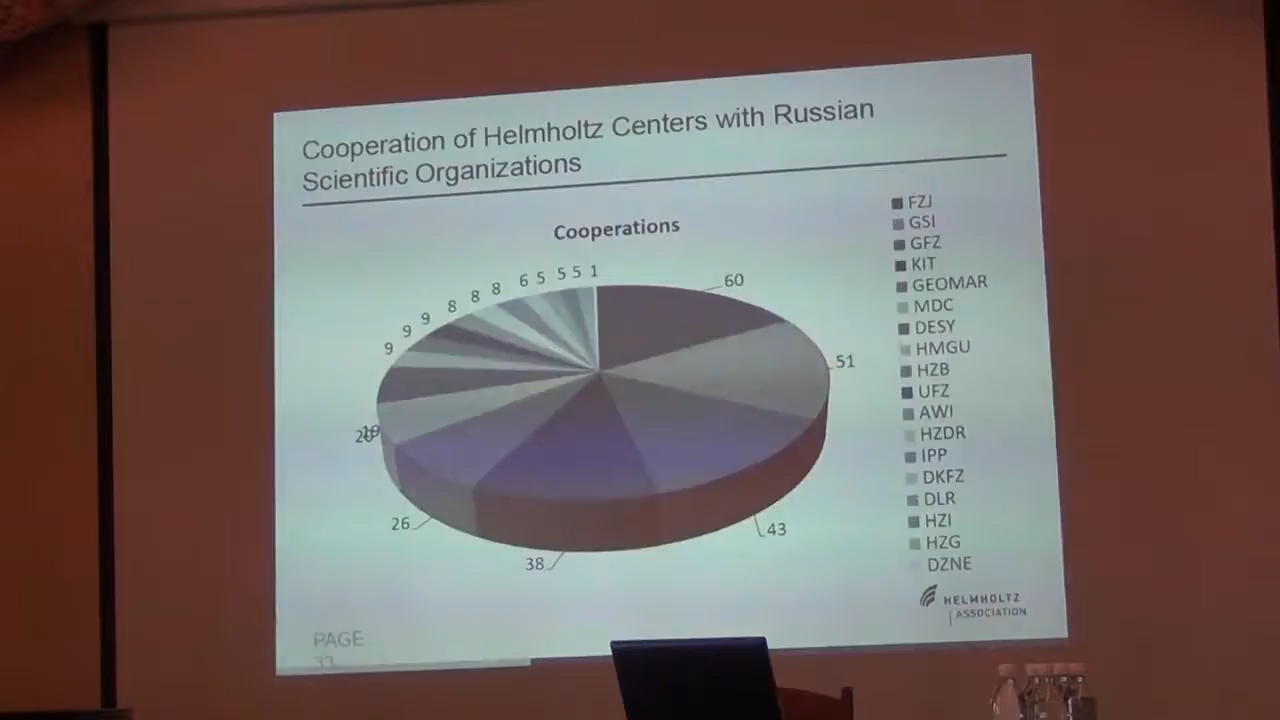 Cooperation of Helmholtz Centers with Russian
Scientific Organizations
Cooperations
6 5 5 5 1
8
8
8
9
9
9
60
51
43
38
26
20
19
FZJ
GSI
GFZ
KIT
GEOMAR
MDC
DESY
HMGU
HZB
UFZ
AWI
HZDR
IPP
DKFZ
DLR
HZI
HZG
DZNE
HELMHOLTZ
ASSOCIATION
PAGE